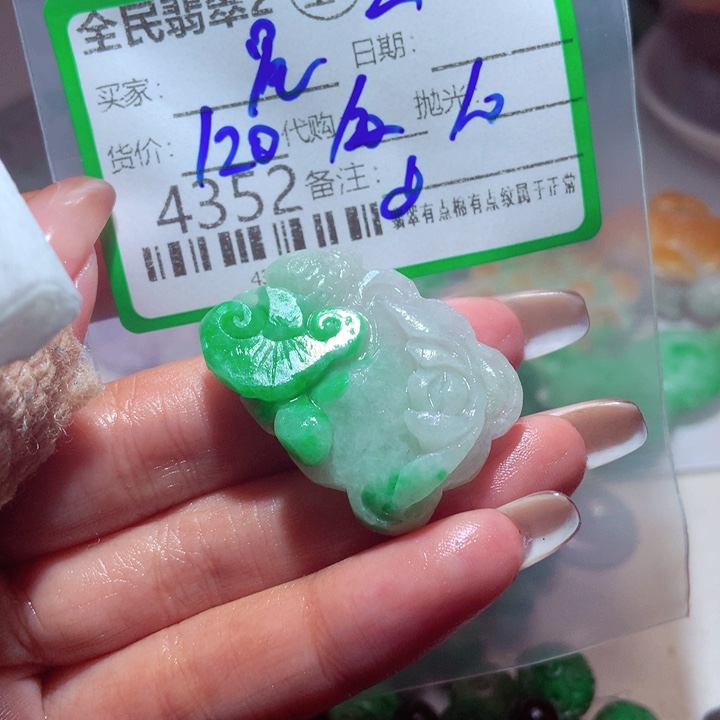 全民翡翠2
买家：
日期：
货价：120 代购 抛光
4352 备注：
翡翠有点棉有点纹属于正常